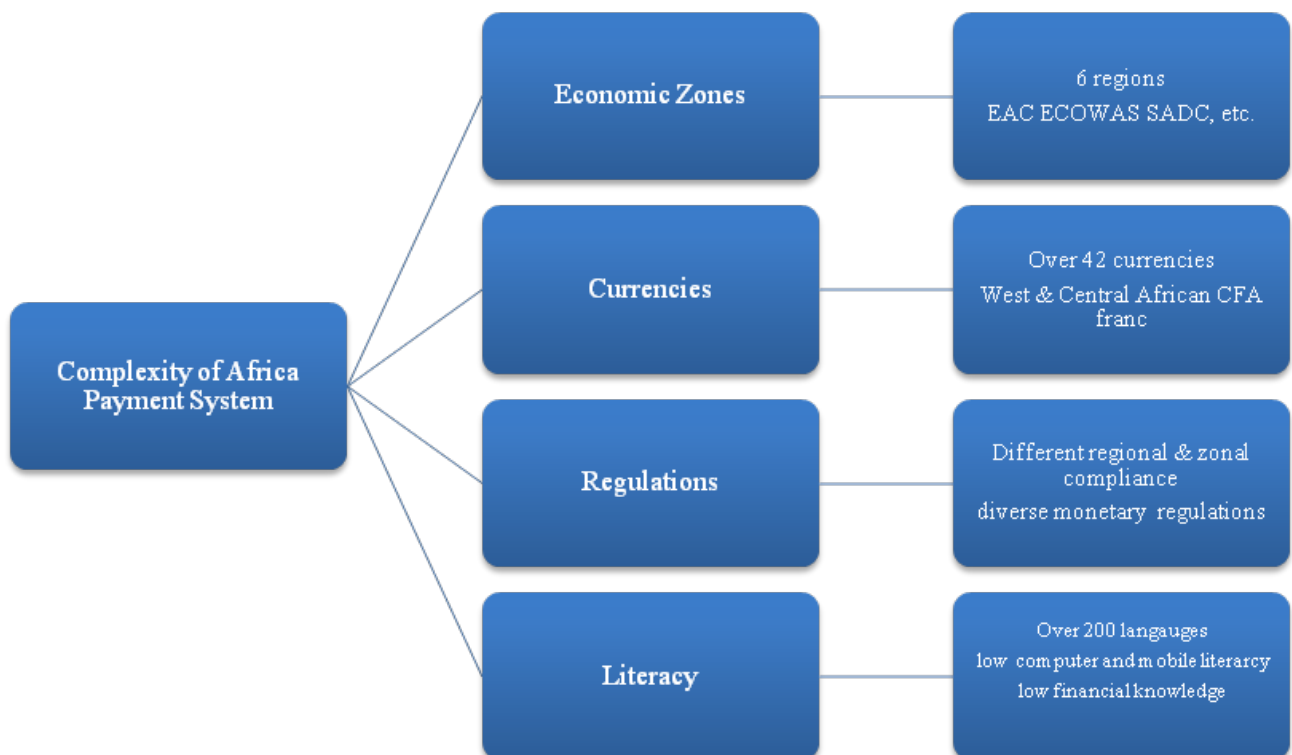 Complexity of Africa
Payment System
Economic Zones
6 regions
EAC ECOWAS SADC, etc.
Currencies
Over 42 currencies
West & Central African CFA
franc
Regulations
Different regional & zonal
compliance
diverse monetary regulations
Literacy
Over 200 langauges
low computer and mobile literarcy
low financial knowledge